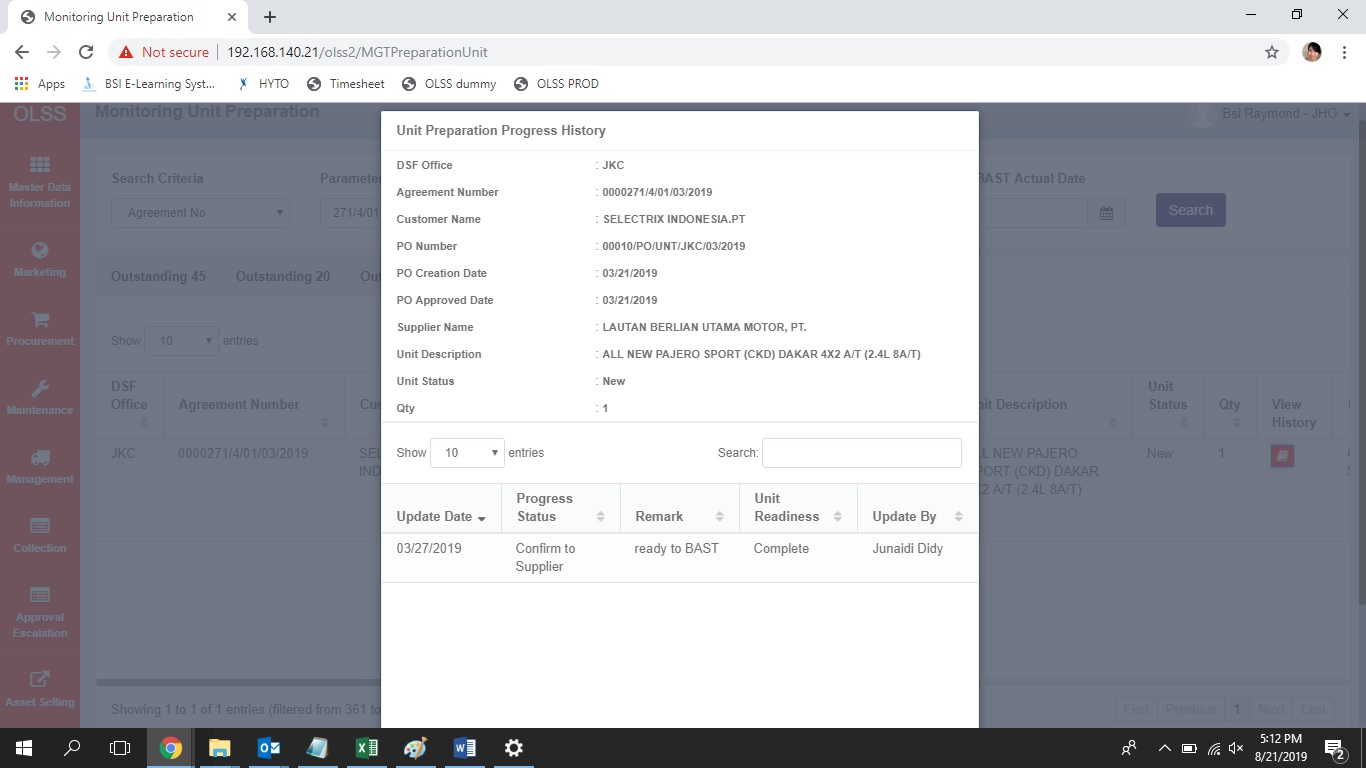 Monitoring Unit Preparation
Not secure 192.168.140.21/olss2/MGTPreparationUnit
Apps BSI E-Learning Syst... HYTO Timesheet OLSS dummy OLSS PROD
OLSS Monitoring Unit Preparation Bsi Raymond - JHO
Master Data
Information
Marketing
Procurement
Maintenance
Management
Collection
Approval
Escalation
Asset Selling
Search Criteria Parameter BAST Actual Date
Agreement No 271/4/01 Search
Outstanding 45 Outstanding 20
Show 10 entries
DSF
Office Agreement Number Unit Description Unit
Status Qty View
History
JKC 0000271/4/01/03/2019 ALL NEW PAJERO New 1
SPORT (CKD) DAKAR
4X2 A/T (2.4L 8A/T)
Showing 1 to 1 of 1 entries (filtered from 361 to
First Previous 1 Next Last
Unit Preparation Progress History
DSF Office : JKC
Agreement Number : 0000271/4/01/03/2019
Customer Name : SELECTRIX INDONESIA.PT
PO Number : 00010/PO/UNT/JKC/03/2019
PO Creation Date : 03/21/2019
PO Approved Date : 03/21/2019
Supplier Name : LAUTAN BERLIAN UTAMA MOTOR, PT.
Unit Description : ALL NEW PAJERO SPORT (CKD) DAKAR 4X2 A/T (2.4L 8A/T)
Unit Status : New
Qty : 1
Show 10 entries Search:
Update Date Progress
Status Remark Unit
Readiness Update By
03/27/2019 Confirm to
Supplier ready to BAST Complete Junaidi Didy
5:12 PM
8/21/2019
2